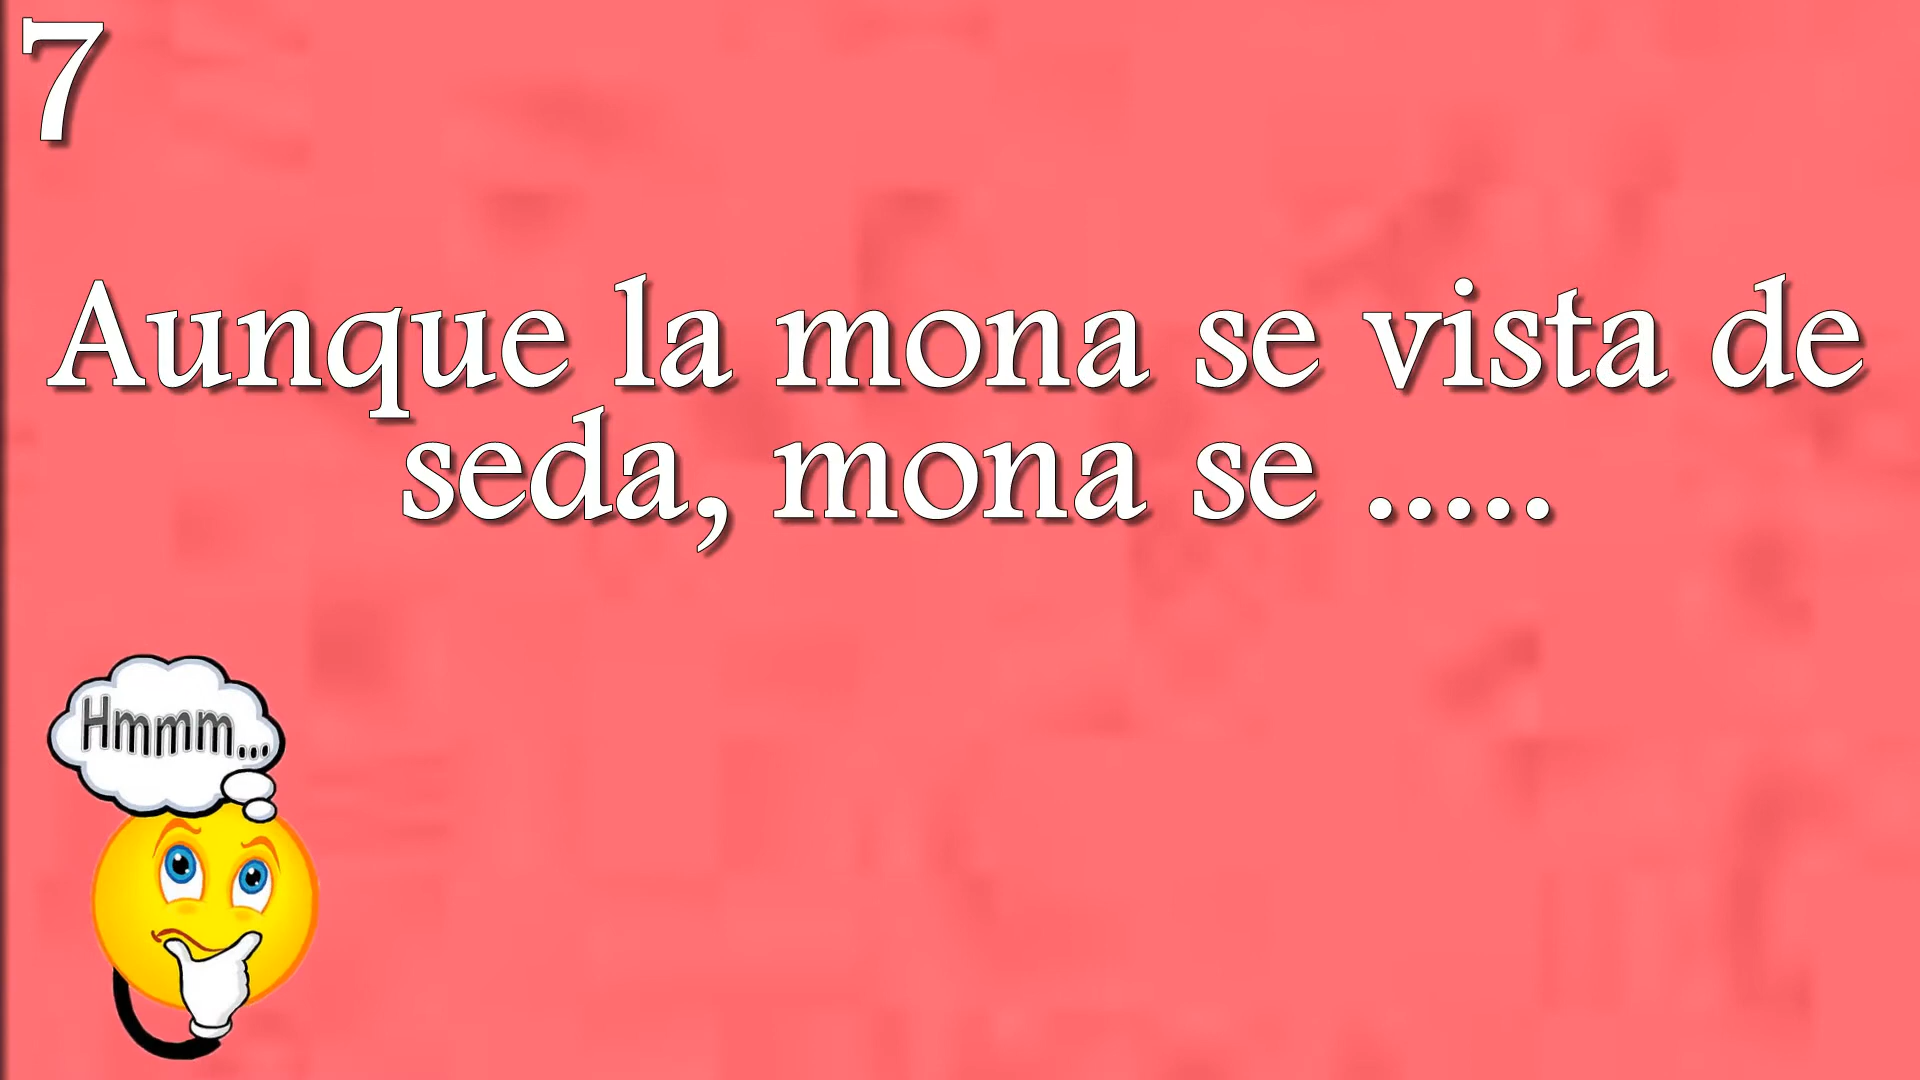 7
Aunque la mona se vista de
seda, mona se .....
Hmmm...